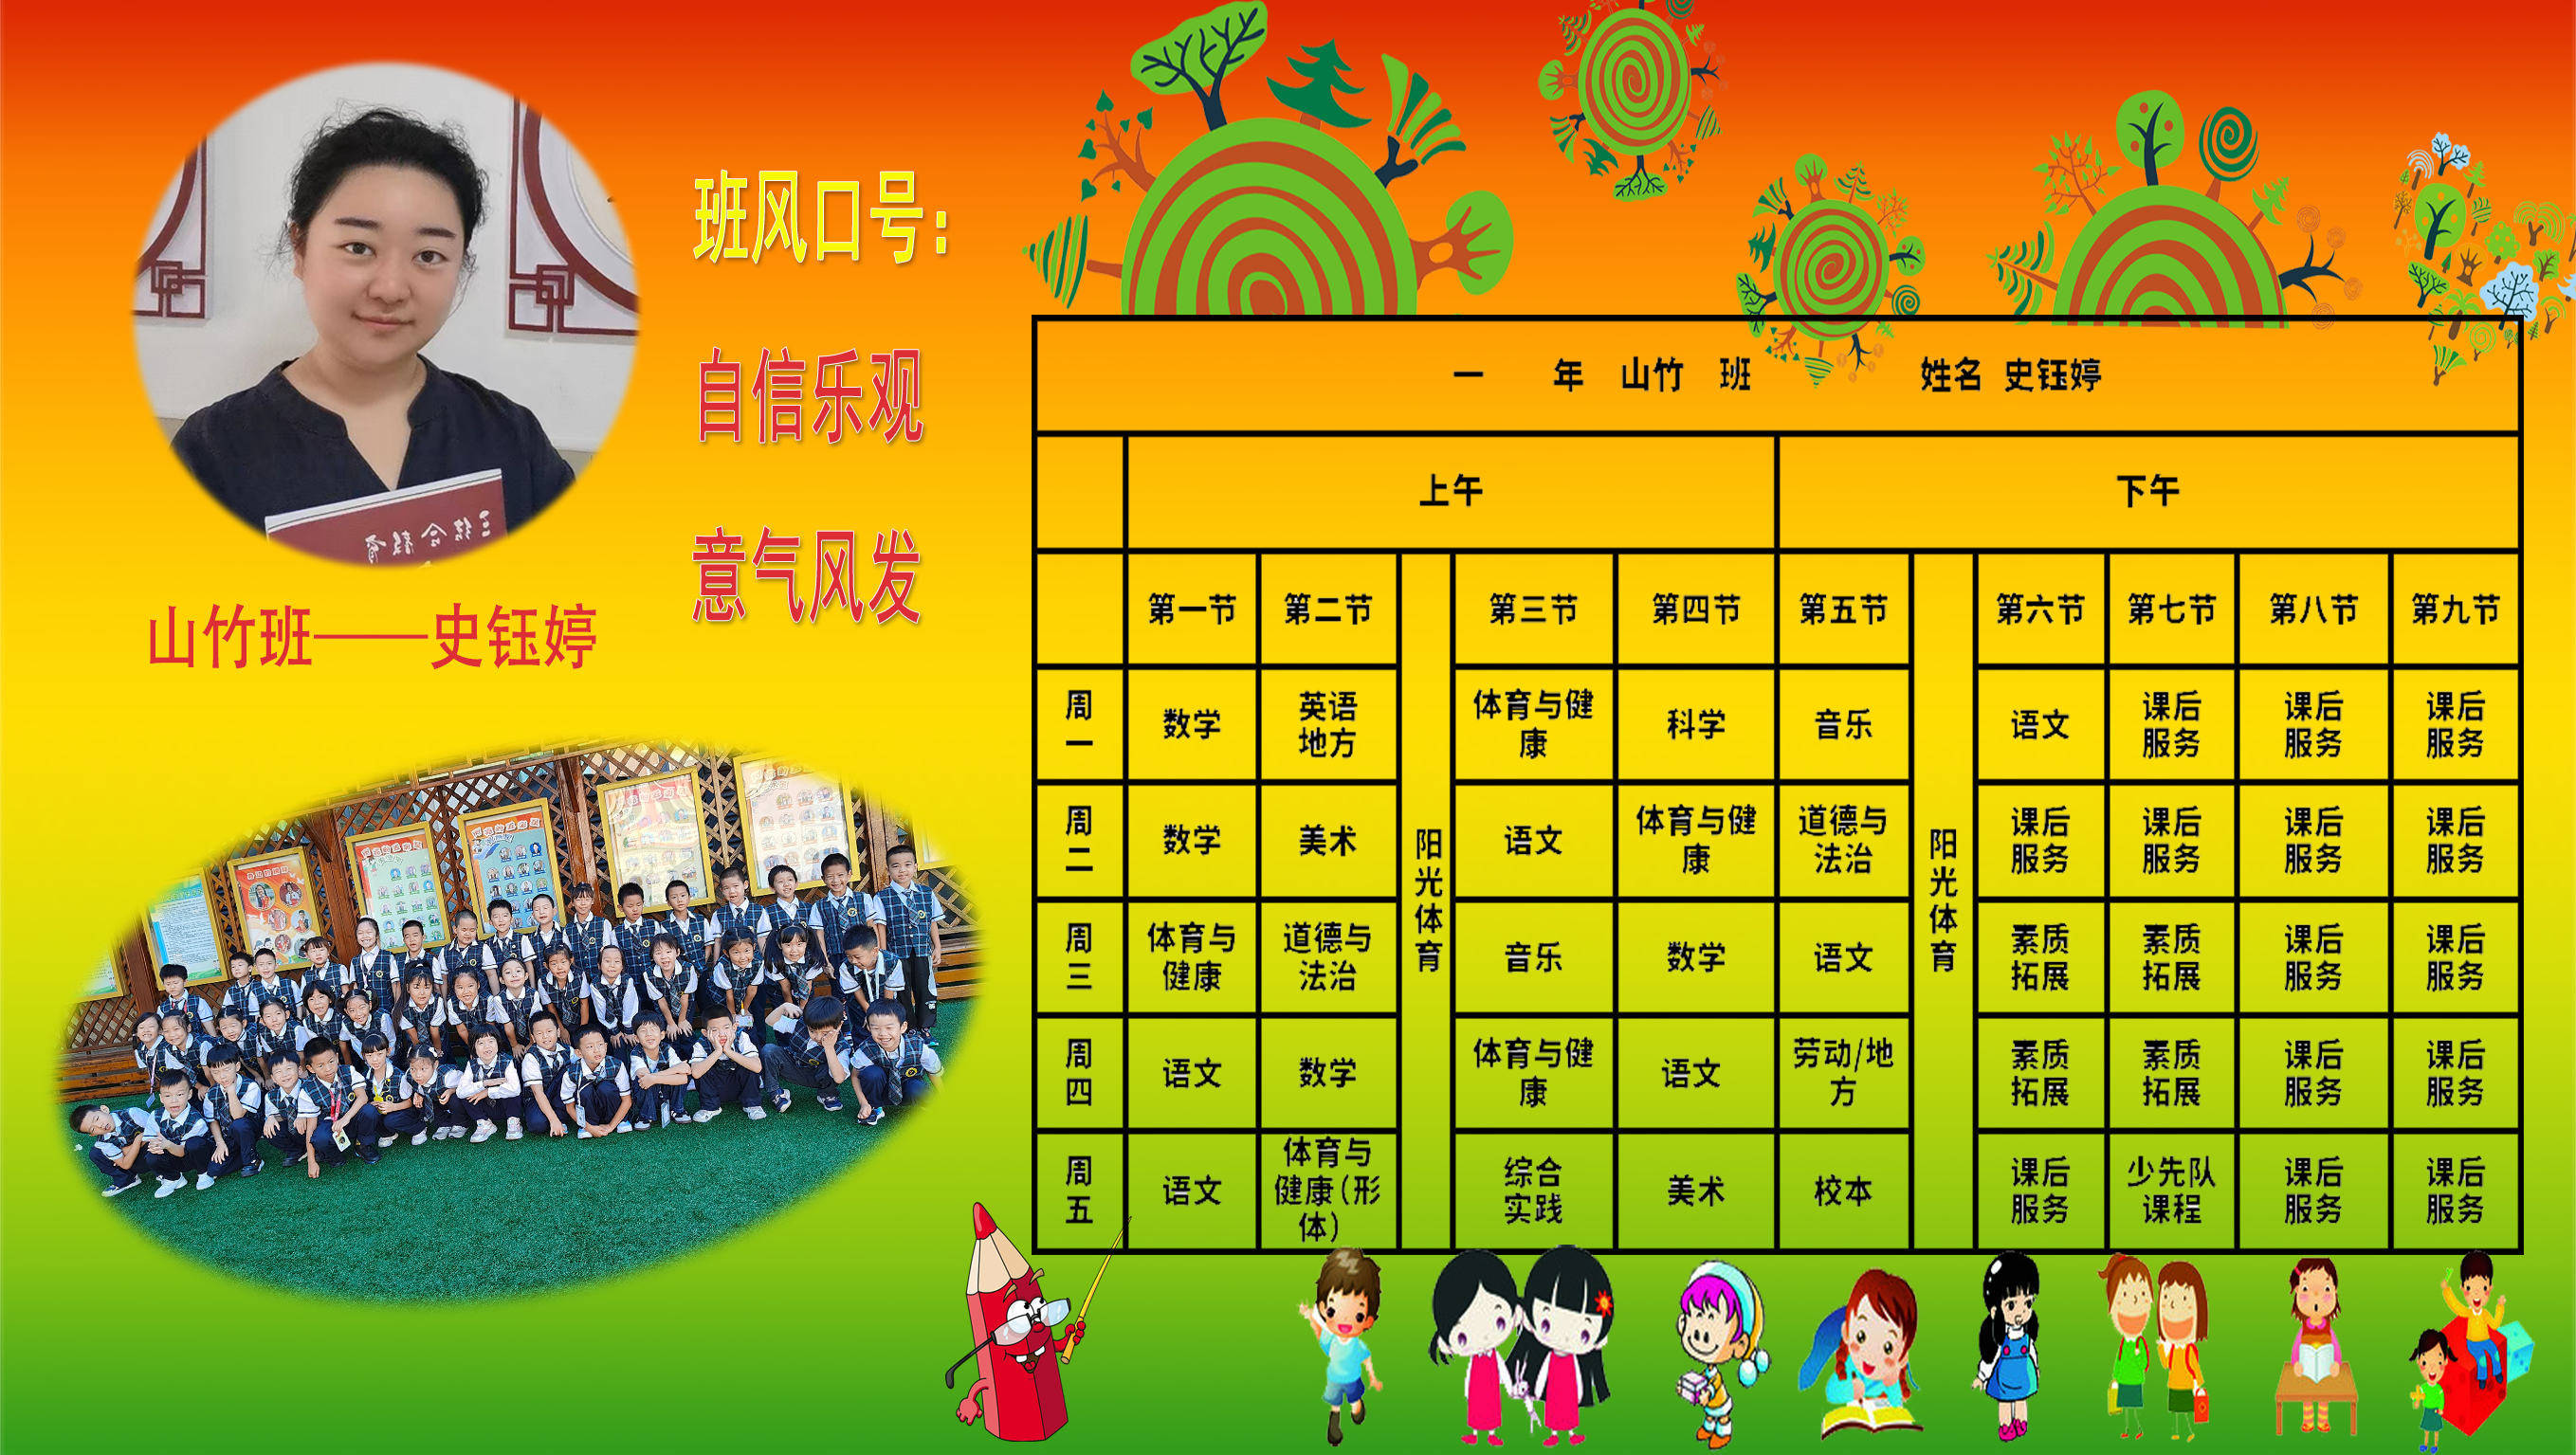 班风口号：
自信乐观
意气风发
山竹班——史钰婷
三结合教育
一 年 山竹 班 姓名 史钰婷
上午 下午
第一节 第二节 第三节 第四节 第五节 第六节 第七节 第八节 第九节
阳光体育
阳光体育
周一 数学 英语地方 体育与健康 科学 音乐 语文 课后服务 课后服务 课后服务
周二 数学 美术 语文 体育与健康 道德与法治 课后服务 课后服务 课后服务 课后服务
周三 体育与健康 道德与法治 音乐 数学 语文 素质拓展 素质拓展 课后服务 课后服务
周四 语文 数学 体育与健康 语文 劳动/地方 素质拓展 素质拓展 课后服务 课后服务
周五 语文 体育与健康(形体) 综合实践 美术 校本 课后服务 少先队课程 课后服务 课后服务